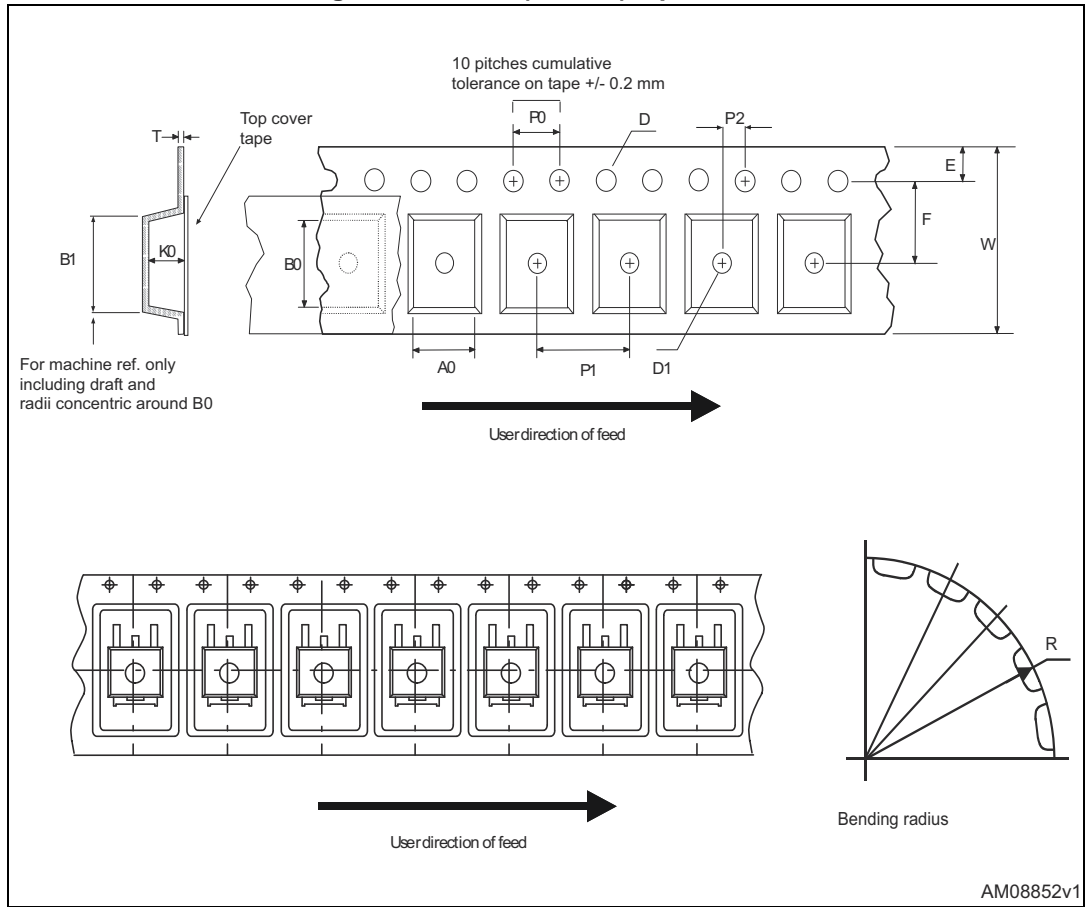 10 pitches cumulative
tolerance on tape +/- 0.2 mm
Top cover
tape
T
P0
D
P2
E
F
W
B1
K0
B0
For machine ref. only
including draft and
radii concentric around B0
A0
P1
D1
User direction of feed
R
Bending radius
User direction of feed
AM08852v1